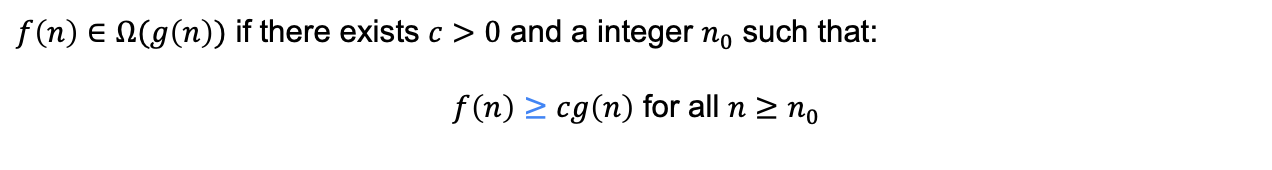 f(n) ∈ Ω(g(n)) if there exists c > 0 and a integer n₀ such that:
f(n) ≥ cg(n) for all n ≥ n₀